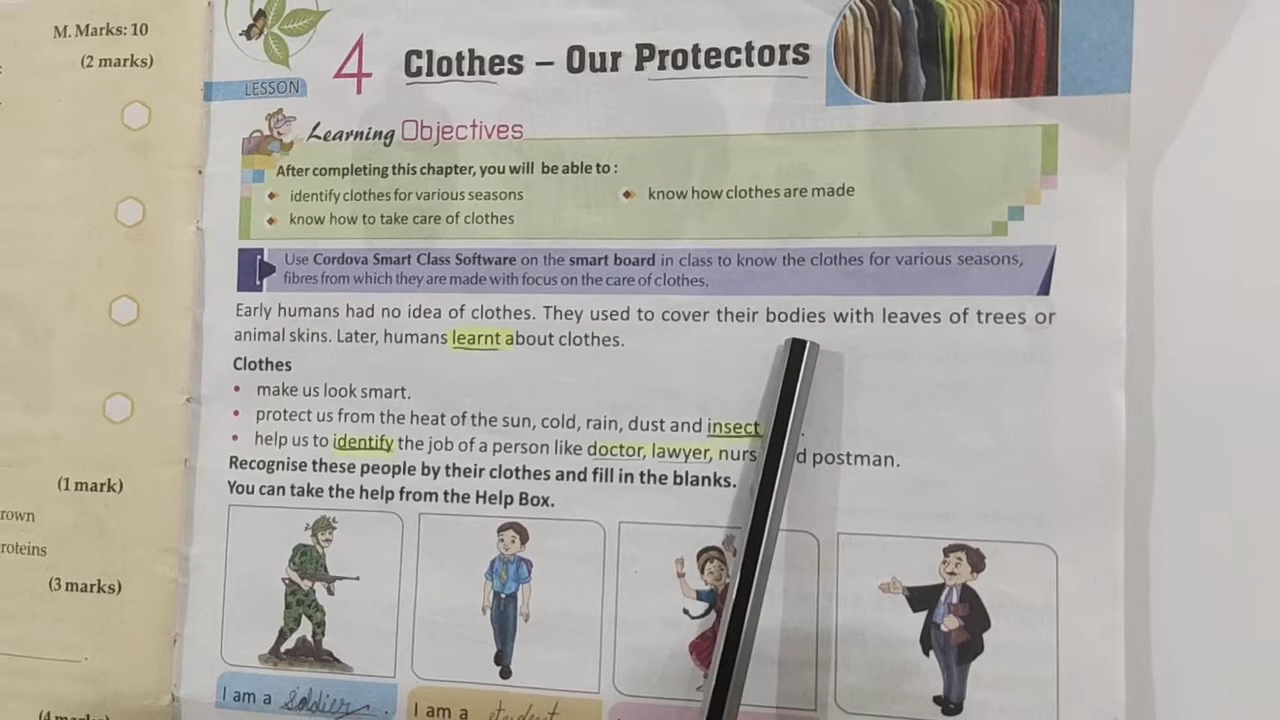 M. Marks: 10
(2 marks)
(1 mark)
rown
roteins
(3 marks)
LESSON
4 Clothes – Our Protectors
Learning Objectives
After completing this chapter, you will be able to :
identify clothes for various seasons
know how clothes are made
know how to take care of clothes
Use Cordova Smart Class Software on the smart board in class to know the clothes for various seasons,
fibres from which they are made with focus on the care of clothes.
Early humans had no idea of clothes. They used to cover their bodies with leaves of trees or
animal skins. Later, humans learnt about clothes.
Clothes
• make us look smart.
• protect us from the heat of the sun, cold, rain, dust and insect
• help us to identify the job of a person like doctor, lawyer, nurs d postman.
Recognise these people by their clothes and fill in the blanks.
You can take the help from the Help Box.
I am a soldier.
I am a student